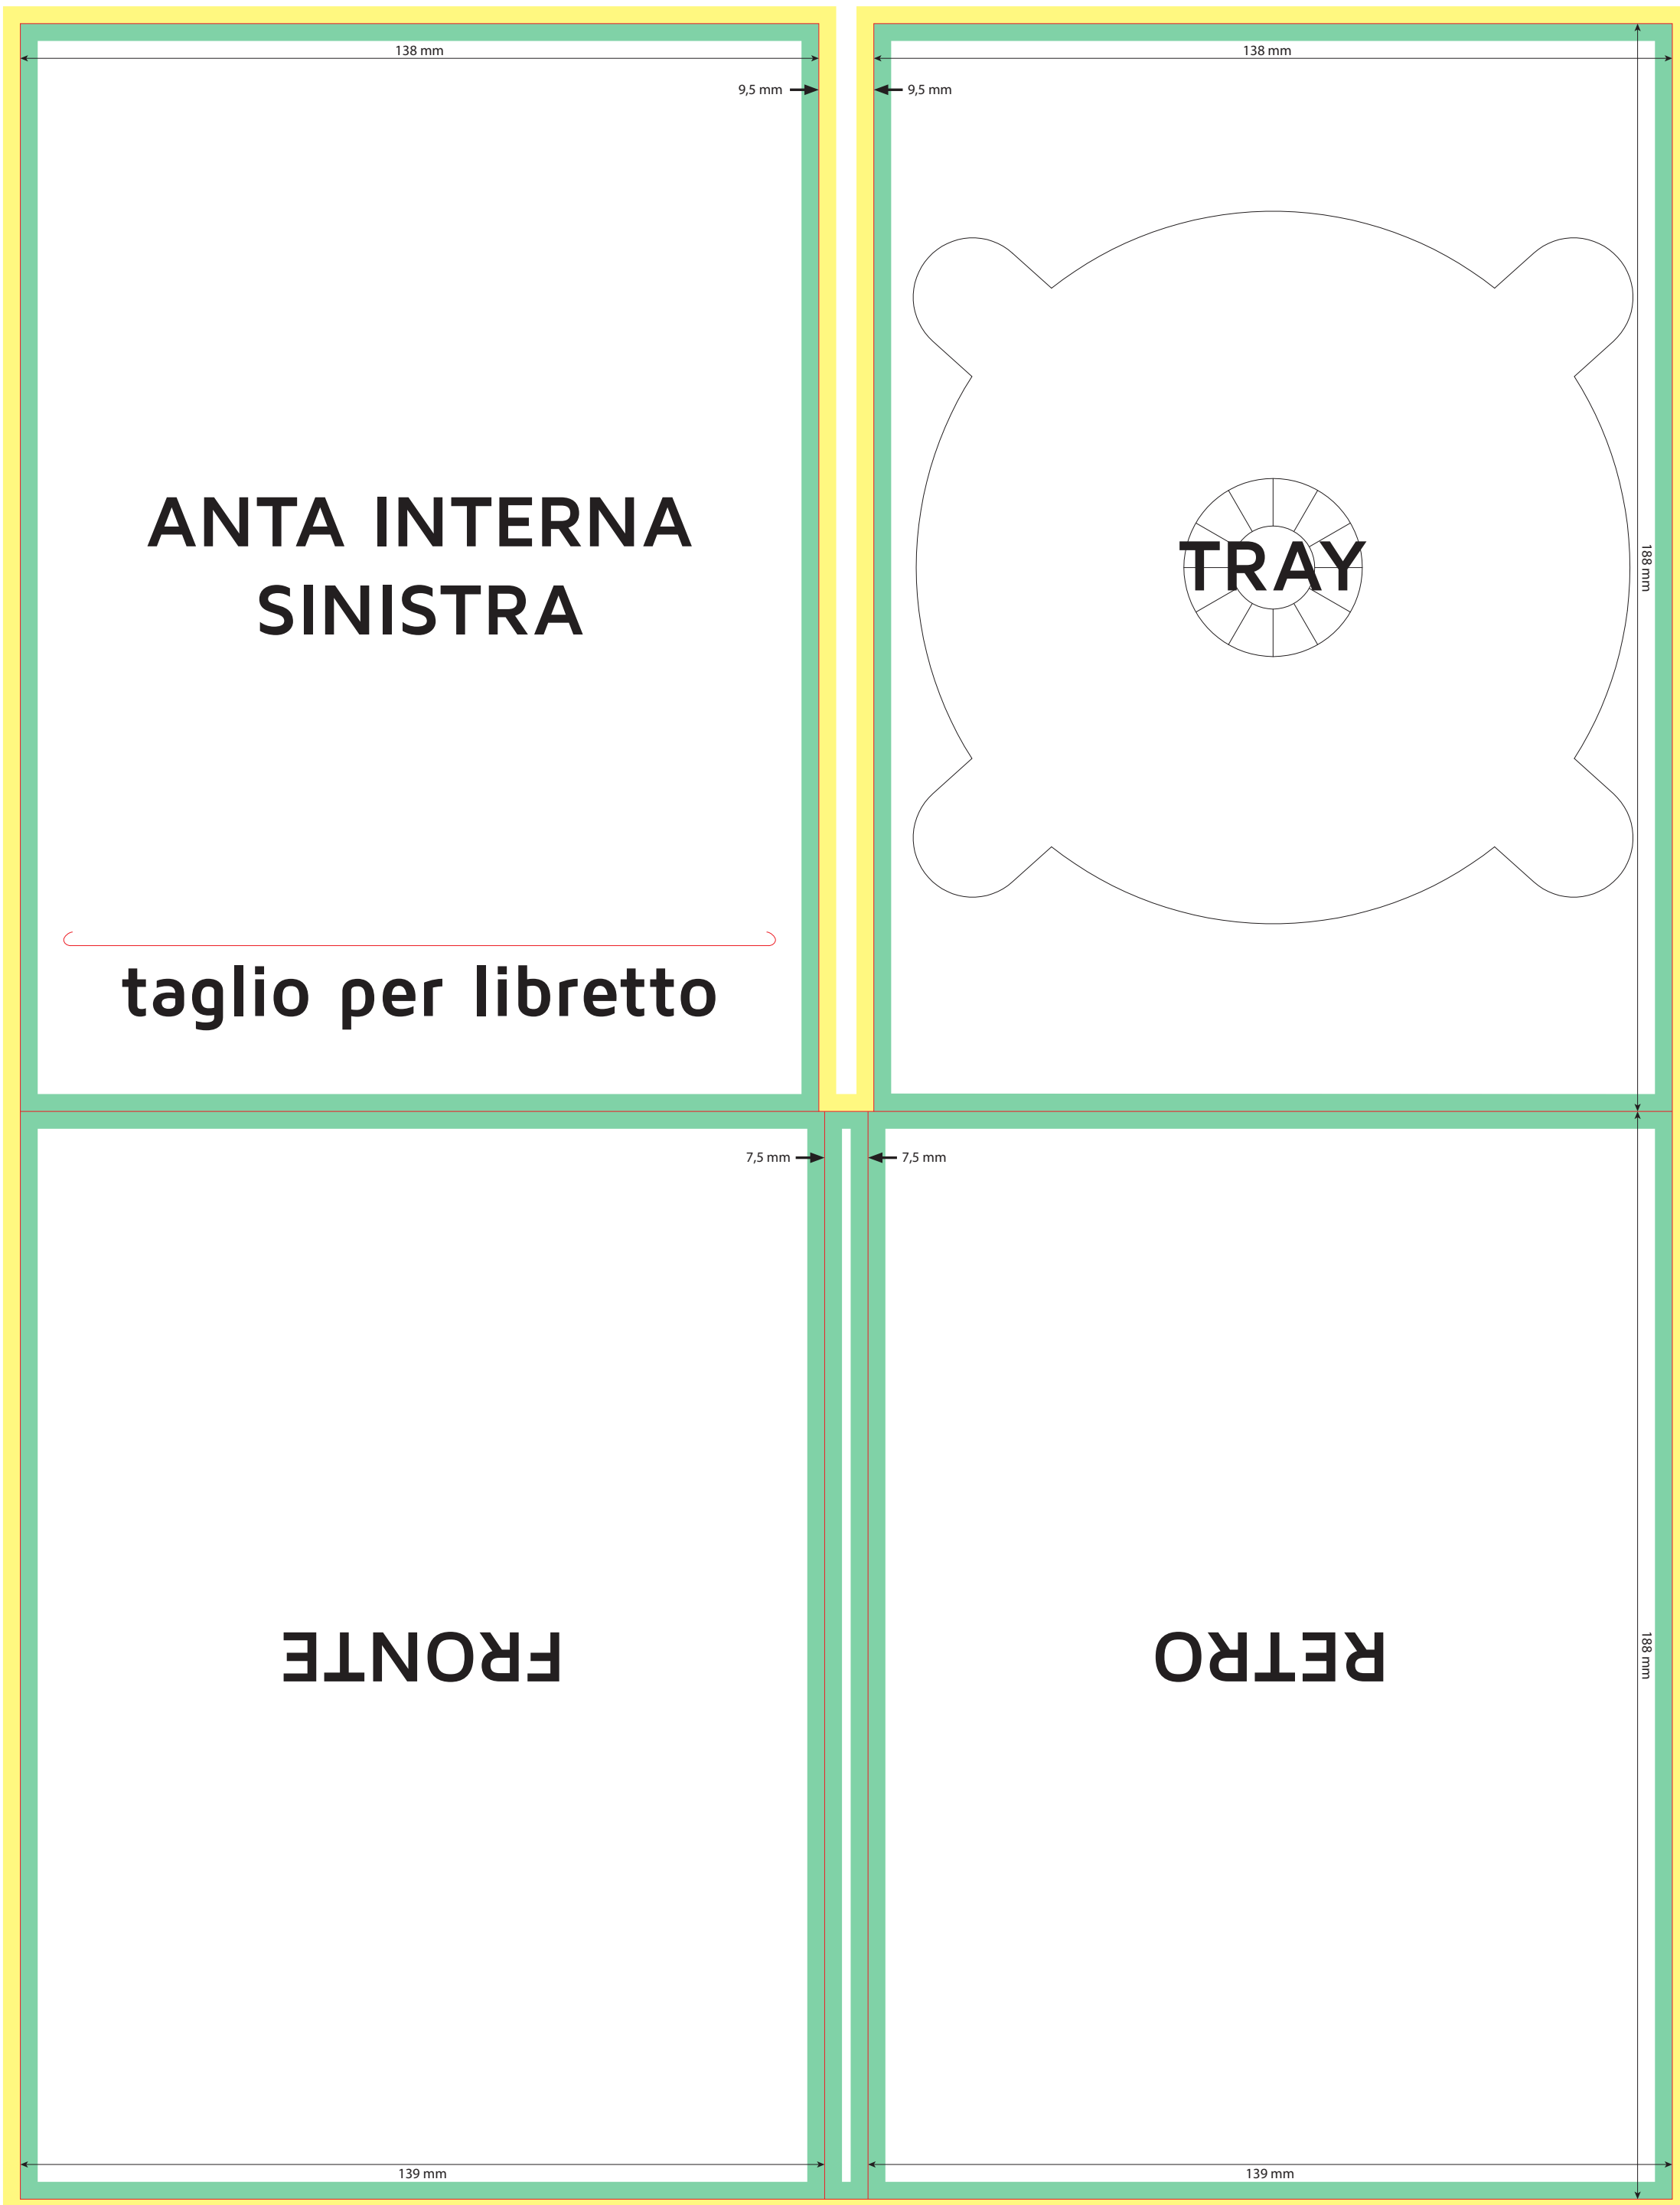 138 mm
138 mm
9,5 mm
9,5 mm
ANTA INTERNA
SINISTRA
TRAY
188 mm
taglio per libretto
7,5 mm
7,5 mm
FRONTE
RETRO
188 mm
139 mm
139 mm